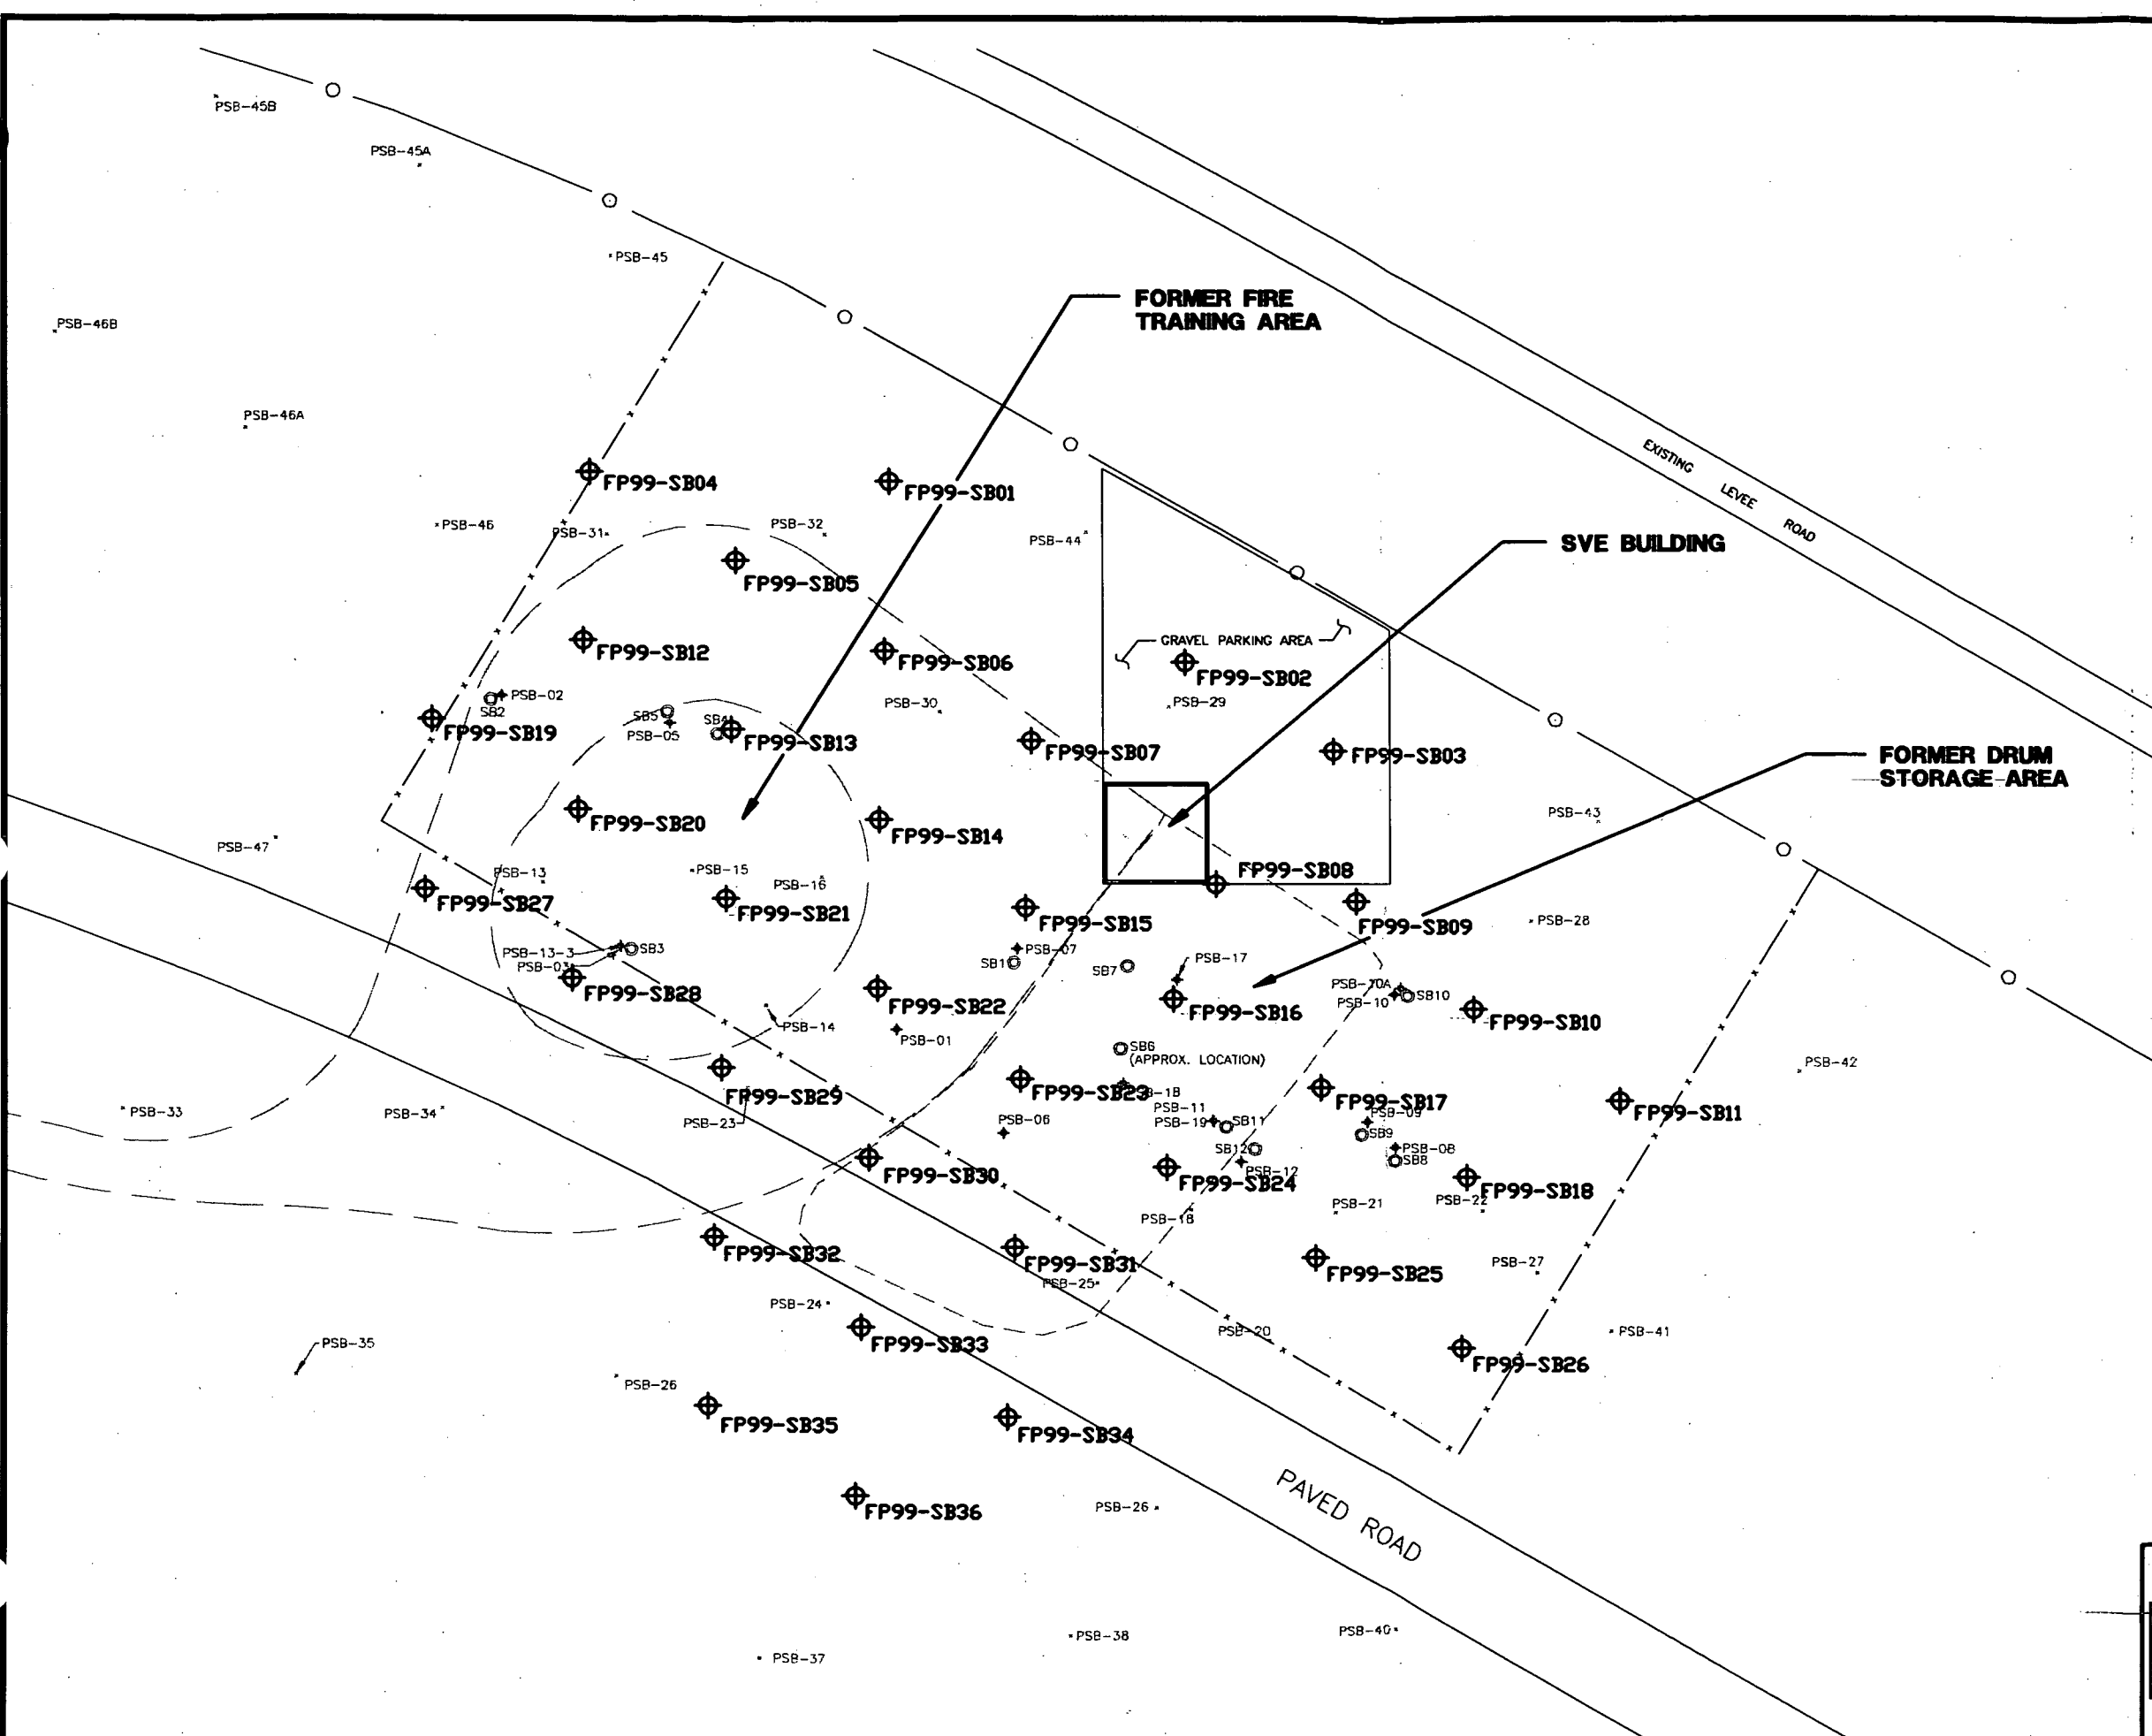 PSB-45B
PSB-45A
PSB-45
FORMER FIRE
TRAINING AREA
PSB-46B
PSB-46A
EXISTING LEVEE ROAD
FP99-SB04
FP99-SB01
PSB-46
PSB-31
PSB-32
PSB-44
SVE BUILDING
FP99-SB05
GRAVEL PARKING AREA
FP99-SB12
FP99-SB06
FP99-SB02
PSB-02
SB2
PSB-30
PSB-29
FP99-SB19
SB5
PSB-05
SB4
FP99-SB13
FP99-SB07
FP99-SB03
FORMER DRUM
STORAGE AREA
FP99-SB20
FP99-SB14
PSB-43
PSB-47
PSB-13
PSB-15
PSB-16
FP99-SB08
FP99-SB27
FP99-SB21
FP99-SB15
FP99-SB09
PSB-28
PSB-13-3
PSB-03
SB3
PSB-07
SB1
SB7
PSB-17
FP99-SB28
FP99-SB22
FP99-SB16
PSB-10A
PSB-10
SB10
FP99-SB10
PSB-14
PSB-01
SB6
(APPROX. LOCATION)
PSB-42
FP99-SB29
FP99-SB23
PSB-11
PSB-19
SB11
FP99-SB17
PSB-09
SB9
FP99-SB11
PSB-33
PSB-34
PSB-23
PSB-06
SB12
PSB-12
PSB-08
SB8
FP99-SB30
FP99-SB24
FP99-SB18
PSB-18
PSB-21
PSB-22
FP99-SB32
FP99-SB31
PSB-25
FP99-SB25
PSB-27
PSB-24
PSB-35
FP99-SB33
PSB-20
PSB-41
FP99-SB26
PSB-26
FP99-SB35
FP99-SB34
FP99-SB36
PSB-26
PAVED ROAD
PSB-38
PSB-40
PSB-37